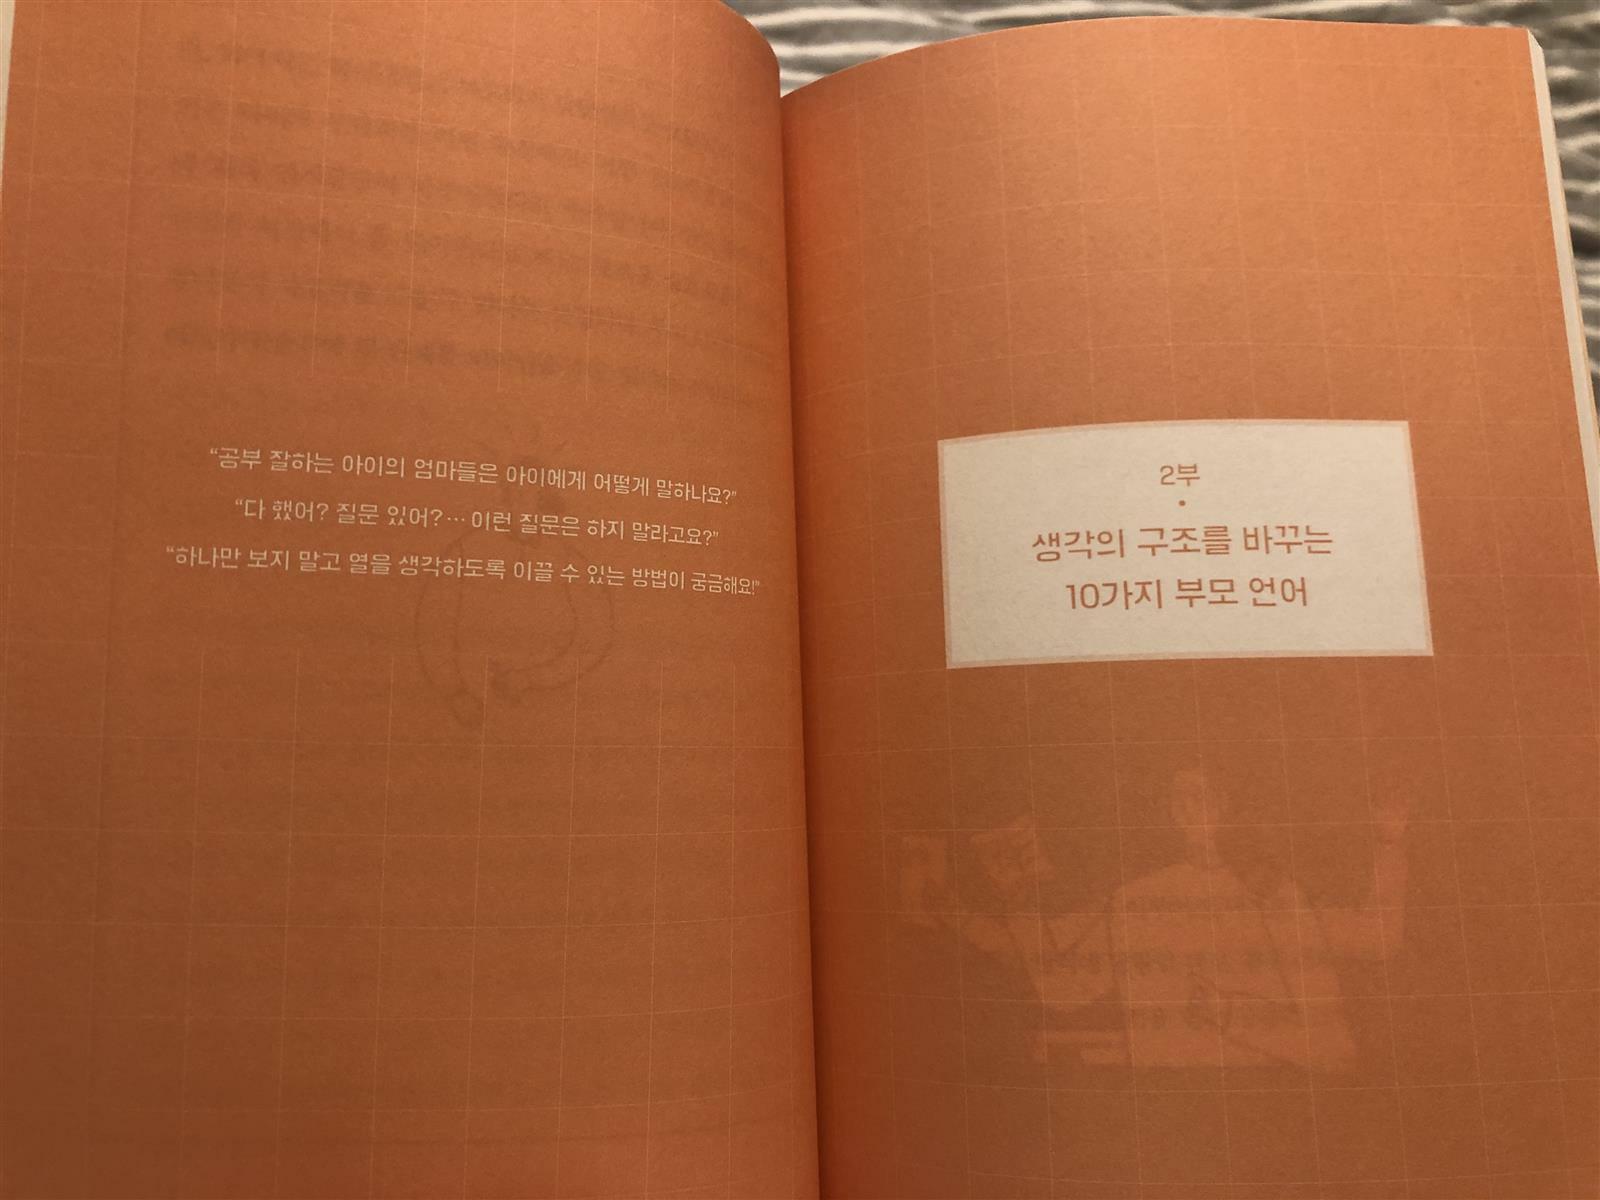 “공부 잘하는 아이의 엄마들은 아이에게 어떻게 말하나요?”
“다 했어? 질문 있어?… 이런 질문은 하지 말라고요?”
“하나만 보지 말고 열을 생각하도록 이끌 수 있는 방법이 궁금해요!”
2부
생각의 구조를 바꾸는
10가지 부모 언어